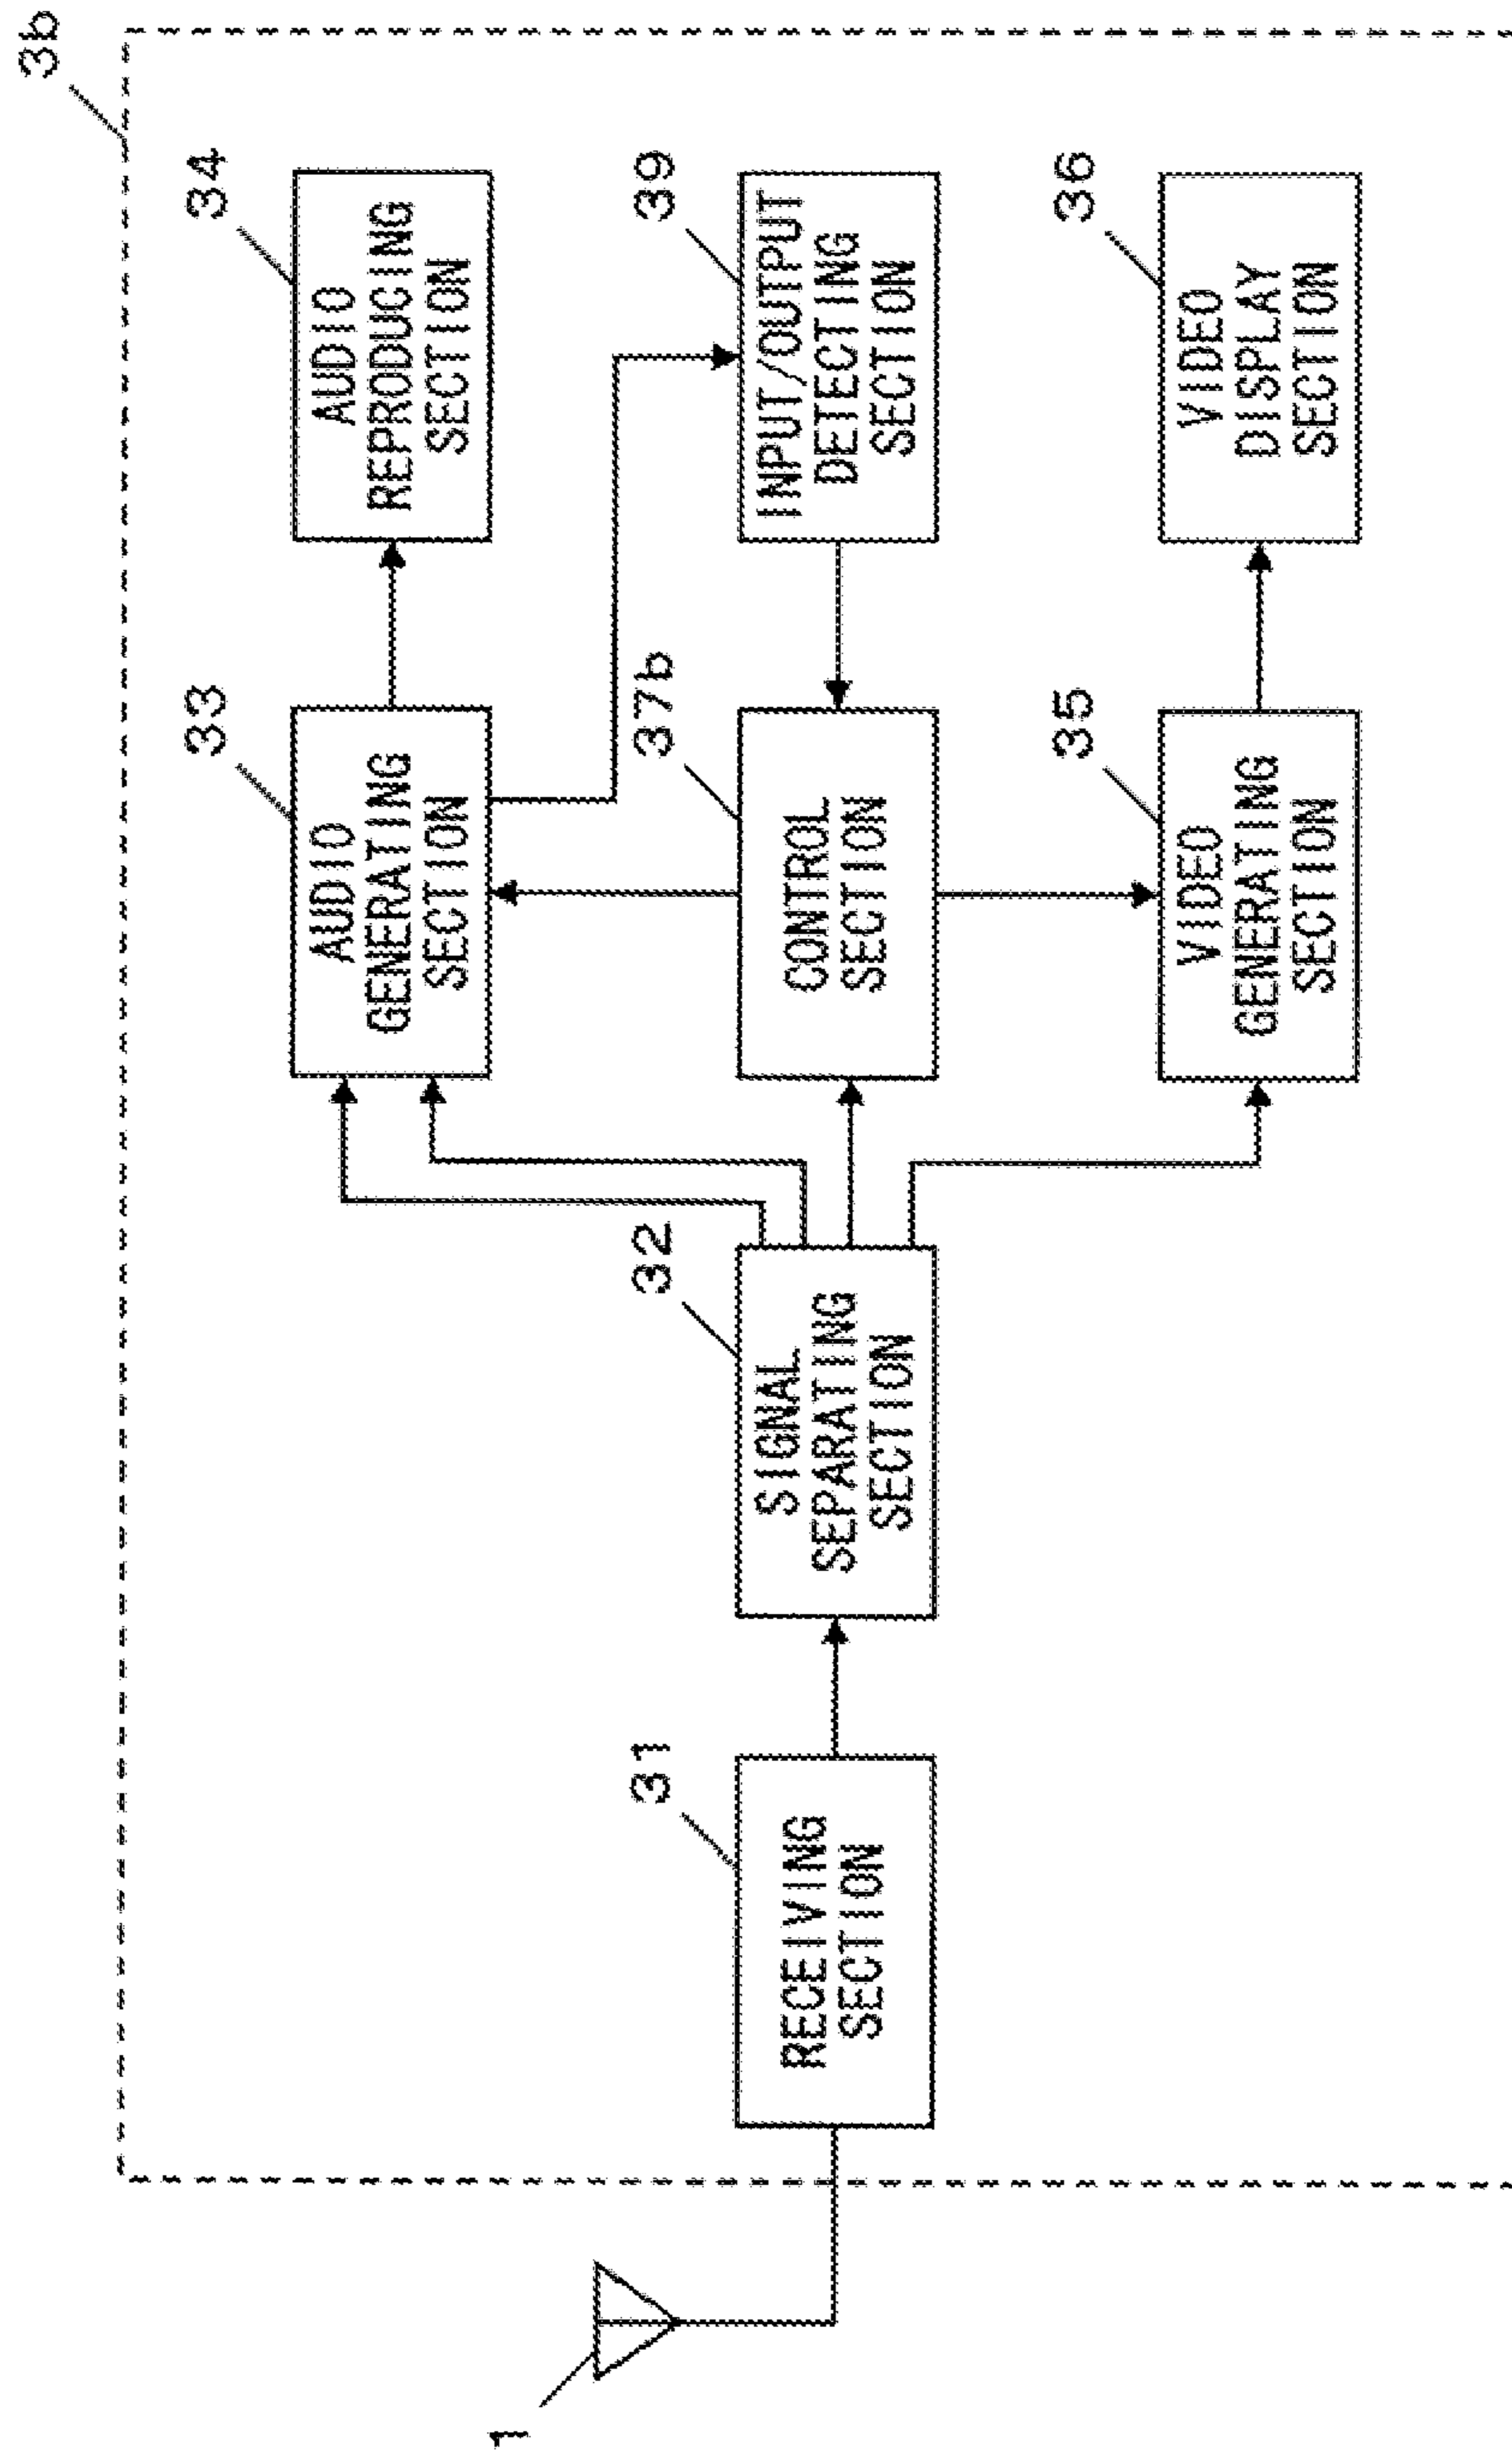 3b
34
AUDIO
REPRODUCING
SECTION
33
AUDIO
GENERATING
SECTION
39
INPUT/OUTPUT
DETECTING
SECTION
37b
CONTROL
SECTION
32
SIGNAL
SEPARATING
SECTION
31
RECEIVING
SECTION
36
VIDEO
DISPLAY
SECTION
35
VIDEO
GENERATING
SECTION
1